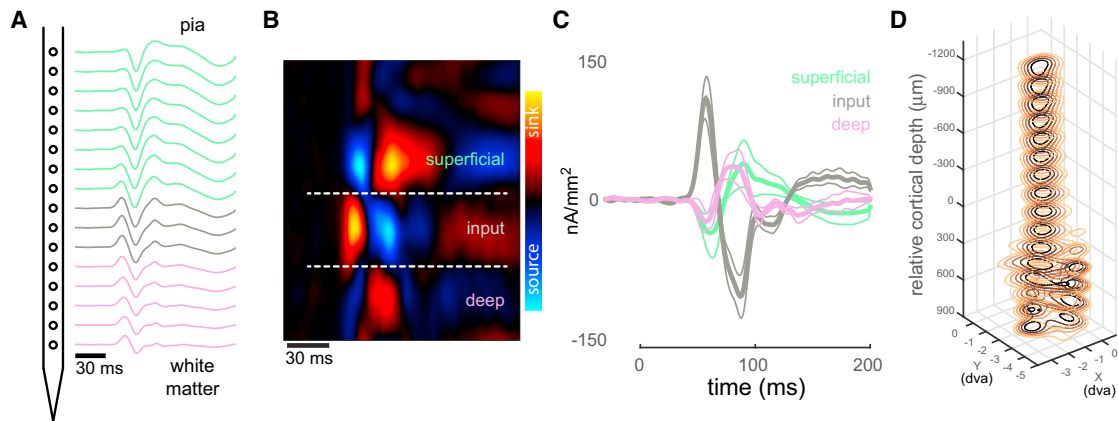 A
pia
30 ms
white
matter
B
superficial
input
deep
sink
source
30 ms
C
150
0
-150
nA/mm²
superficial
input
deep
0
100
200
time (ms)
D
relative cortical depth (μm)
-1200
-900
-600
-300
0
300
600
900
0
-1
-2
-3
-4
-5
Y
(dva)
-3
-2
-1
0
X
(dva)